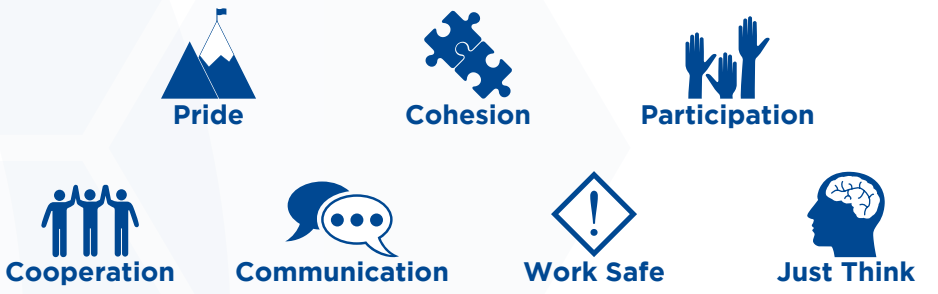 Pride
Cohesion
Participation
Cooperation
Communication
Work Safe
Just Think